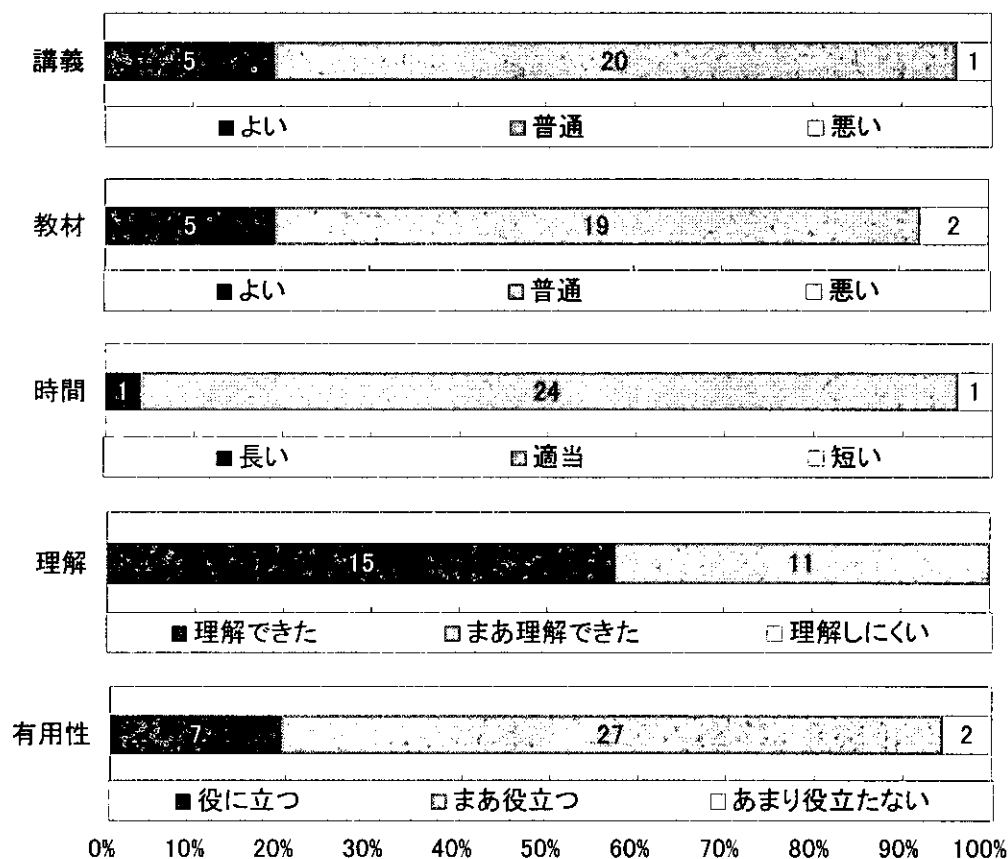 講義 5 20 1
■よい ■普通 □悪い
教材 5 19 2
■よい ■普通 □悪い
時間 1 24 1
■長い ■適当 □短い
理解 15 11
■理解できた ■まあ理解できた □理解しにくい
有用性 7 27 2
■役に立つ ■まあ役立つ □あまり役立たない
0% 10% 20% 30% 40% 50% 60% 70% 80% 90% 100%